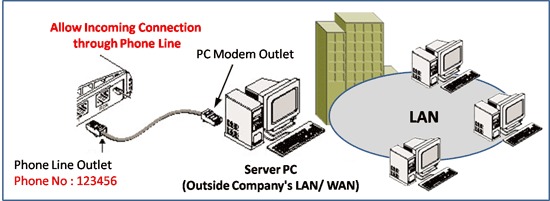 Allow Incoming Connection
through Phone Line
PC Modem Outlet
Phone Line Outlet
Phone No : 123456
Server PC
(Outside Company's LAN/ WAN)
LAN